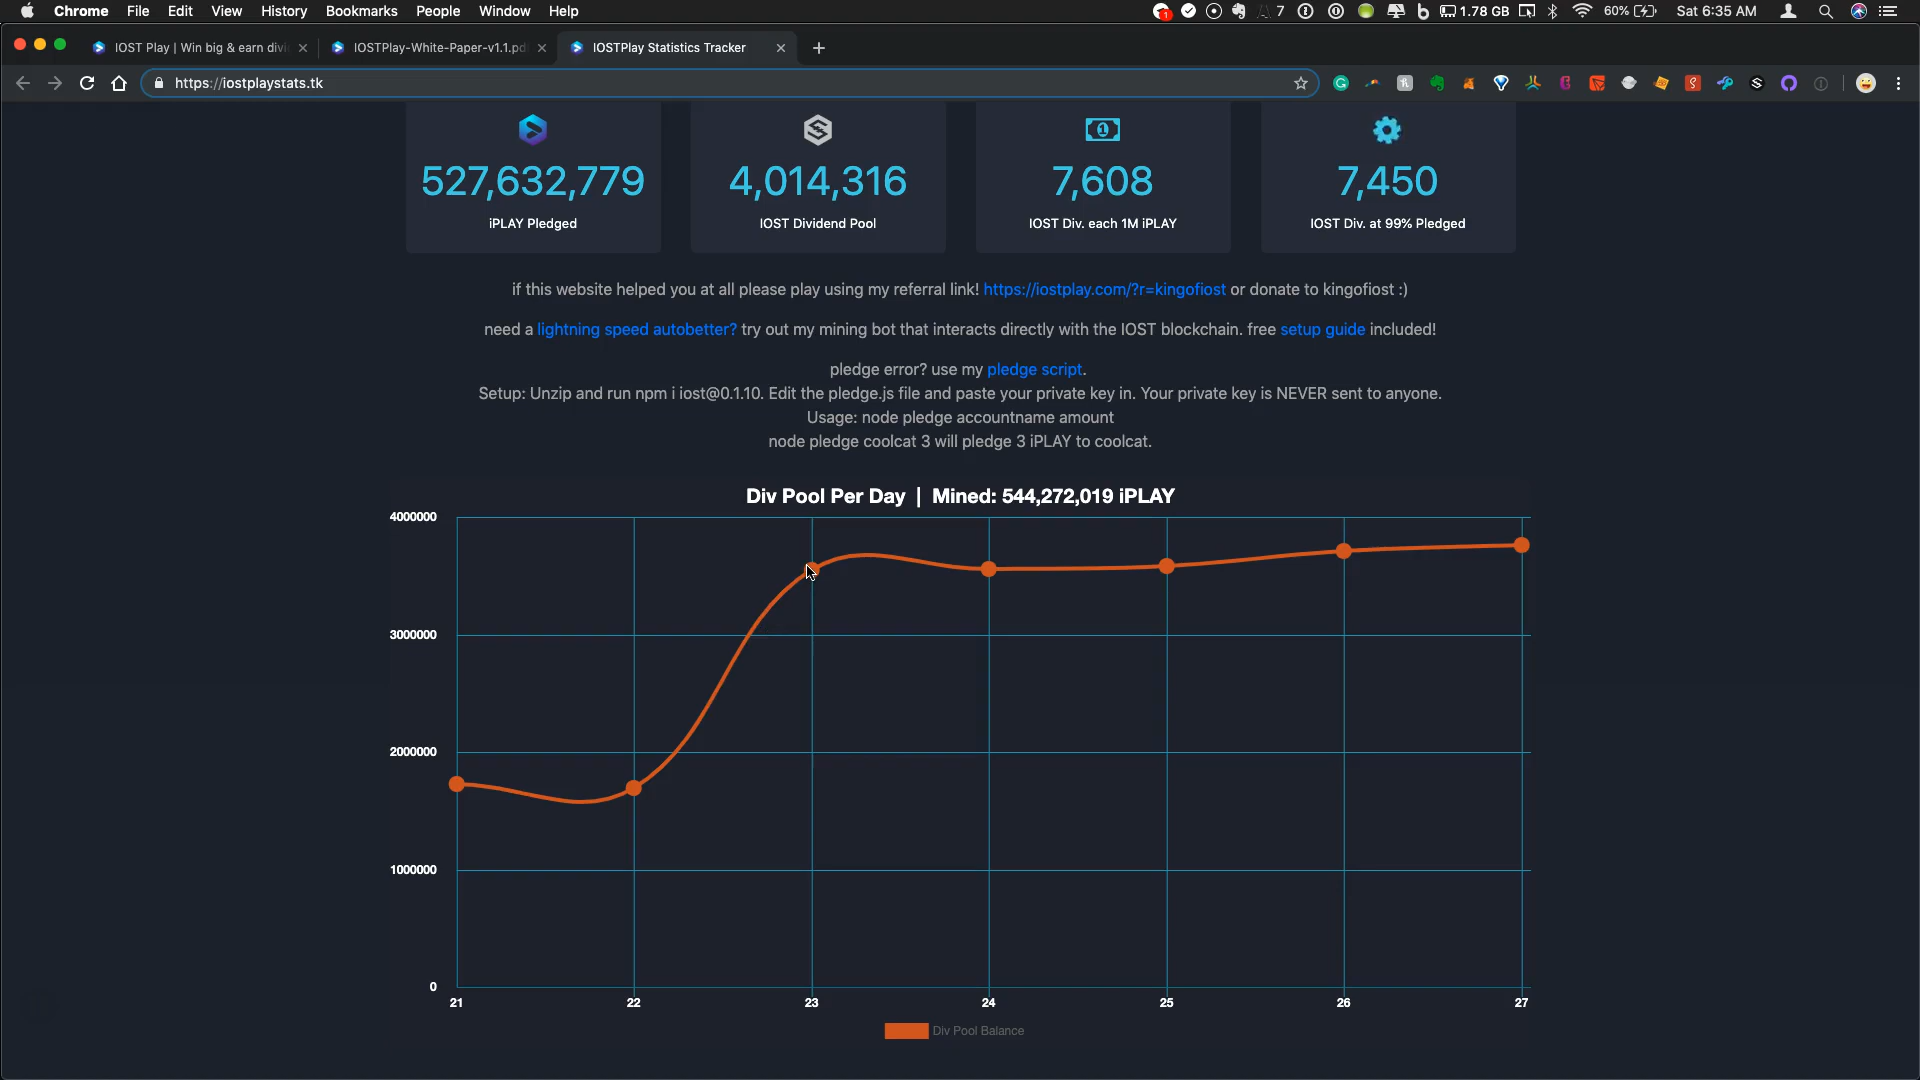 Chrome File Edit View History Bookmarks People Window Help
1 7 1.78 GB 60% Sat 6:35 AM
IOST Play | Win big & earn divi
IOSTPlay-White-Paper-v1.1.pd
IOSTPlay Statistics Tracker
https://iostplaystats.tk
527,632,779
iPLAY Pledged
4,014,316
IOST Dividend Pool
7,608
IOST Div. each 1M iPLAY
7,450
IOST Div. at 99% Pledged
if this website helped you at all please play using my referral link! https://iostplay.com/?r=kingofiost or donate to kingofiost :)
need a lightning speed autobetter? try out my mining bot that interacts directly with the IOST blockchain. free setup guide included!
pledge error? use my pledge script.
Setup: Unzip and run npm i iost@0.1.10. Edit the pledge.js file and paste your private key in. Your private key is NEVER sent to anyone.
Usage: node pledge accountname amount
node pledge coolcat 3 will pledge 3 iPLAY to coolcat.
Div Pool Per Day | Mined: 544,272,019 iPLAY
4000000
3000000
2000000
1000000
0
21 22 23 24 25 26 27
Div Pool Balance